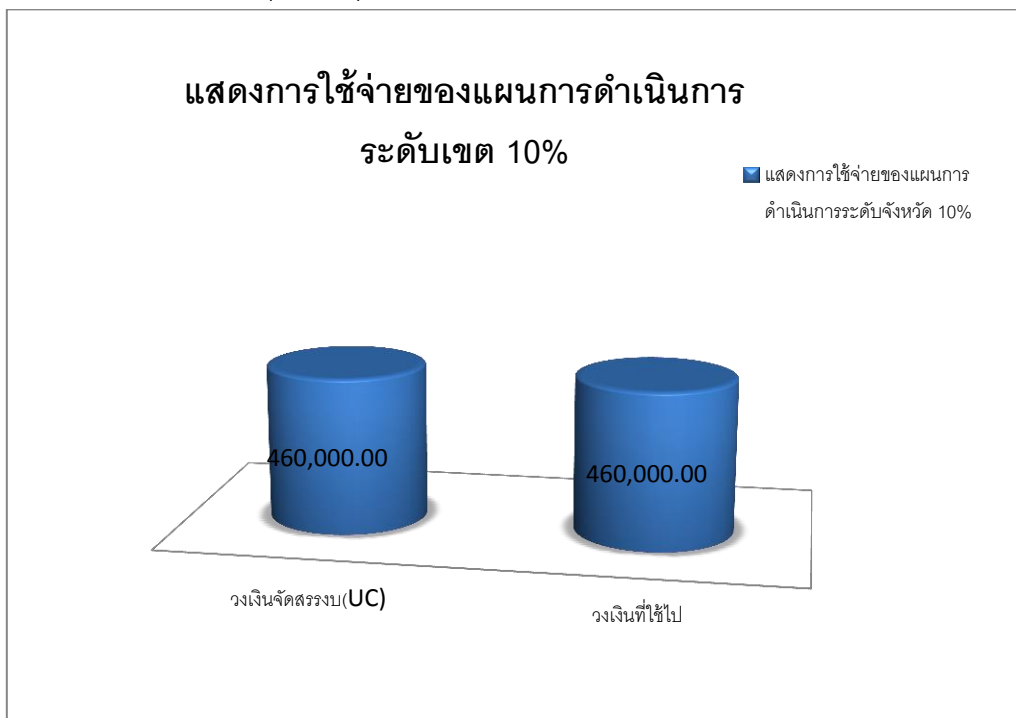 แสดงการใช้จ่ายของแผนการดำเนินการ
ระดับเขต 10%
แสดงการใช้จ่ายของแผนการ
ดำเนินการระดับจังหวัด 10%
460,000.00
460,000.00
วงเงินจัดสรรงบ(UC)
วงเงินที่ใช้ไป